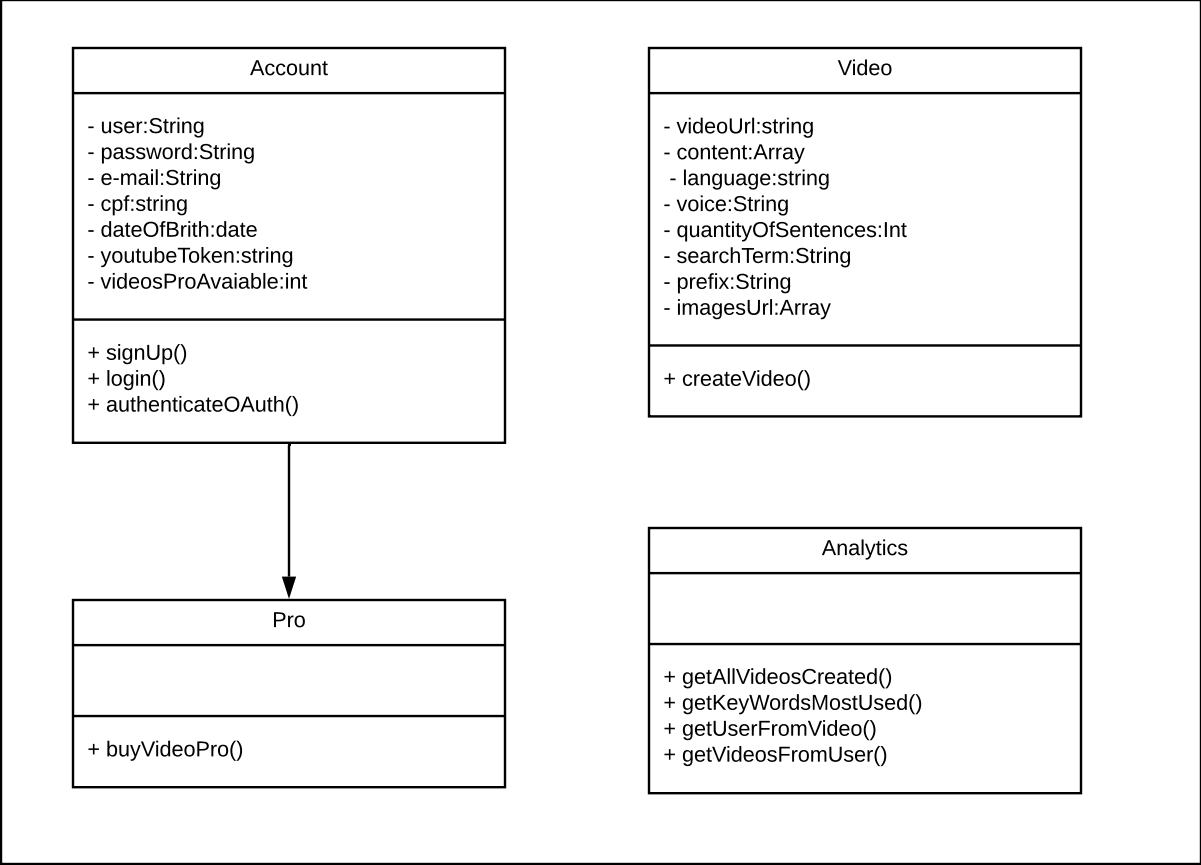 Account
- user:String
- password:String
- e-mail:String
- cpf:string
- dateOfBrith:date
- youtubeToken:string
- videosProAvaiable:int
+ signUp()
+ login()
+ authenticateOAuth()
Video
- videoUrl:string
- content:Array
- language:string
- voice:String
- quantityOfSentences:Int
- searchTerm:String
- prefix:String
- imagesUrl:Array
+ createVideo()
Pro
+ buyVideoPro()
Analytics
+ getAllVideosCreated()
+ getKeyWordsMostUsed()
+ getUserFromVideo()
+ getVideosFromUser()